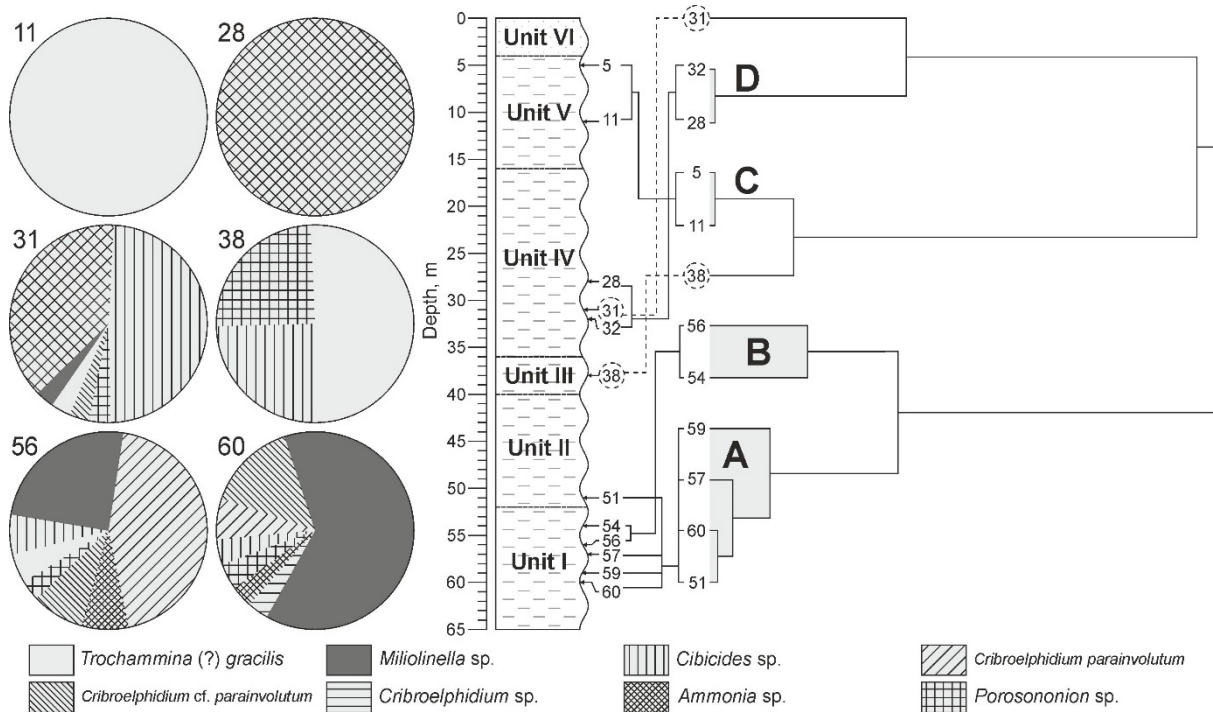 11
28
31
38
56
60
Depth, m
0
5
10
15
20
25
30
35
40
45
50
55
60
65
Unit VI
Unit V
Unit IV
Unit III
Unit II
Unit I
5
11
28
31
32
38
51
54
56
57
59
60
31
32
28
D
5
11
C
38
56
54
B
59
57
60
51
A
Trochammina (?) gracilis
Miliolinella sp.
Cibicides sp.
Cribroelphidium parainvolutum
Cribroelphidium cf. parainvolutum
Cribroelphidium sp.
Ammonia sp.
Porosononion sp.